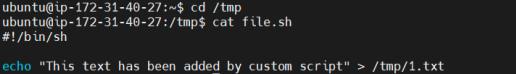 ubuntu@ip-172-31-40-27:~$ cd /tmp
ubuntu@ip-172-31-40-27:/tmp$ cat file.sh
#!/bin/sh
echo "This text has been added by custom script" > /tmp/1.txt